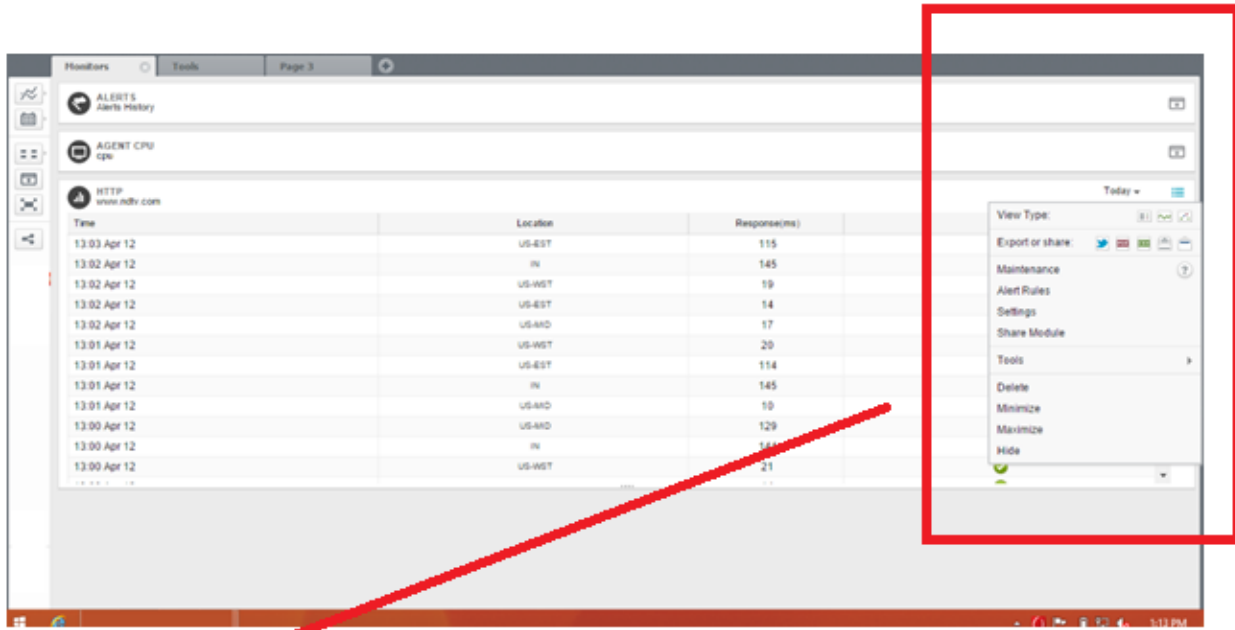 Monitors Tools Page 3
ALERTS
Alerts History
AGENT CPU
cpu
HTTP
www.ndtv.com
Today
Time Location Response(ms)
13:03 Apr 12 US-EST 115
13:02 Apr 12 IN 145
13:02 Apr 12 US-WST 19
13:02 Apr 12 US-EST 14
13:02 Apr 12 US-MID 17
13:01 Apr 12 US-WST 20
13:01 Apr 12 US-EST 114
13:01 Apr 12 IN 145
13:01 Apr 12 US-MID 10
13:00 Apr 12 US-MID 129
13:00 Apr 12 IN
13:00 Apr 12 US-WST 21
View Type:
Export or share:
Maintenance ?
Alert Rules
Settings
Share Module
Tools
Delete
Minimize
Maximize
Hide
1:13 PM